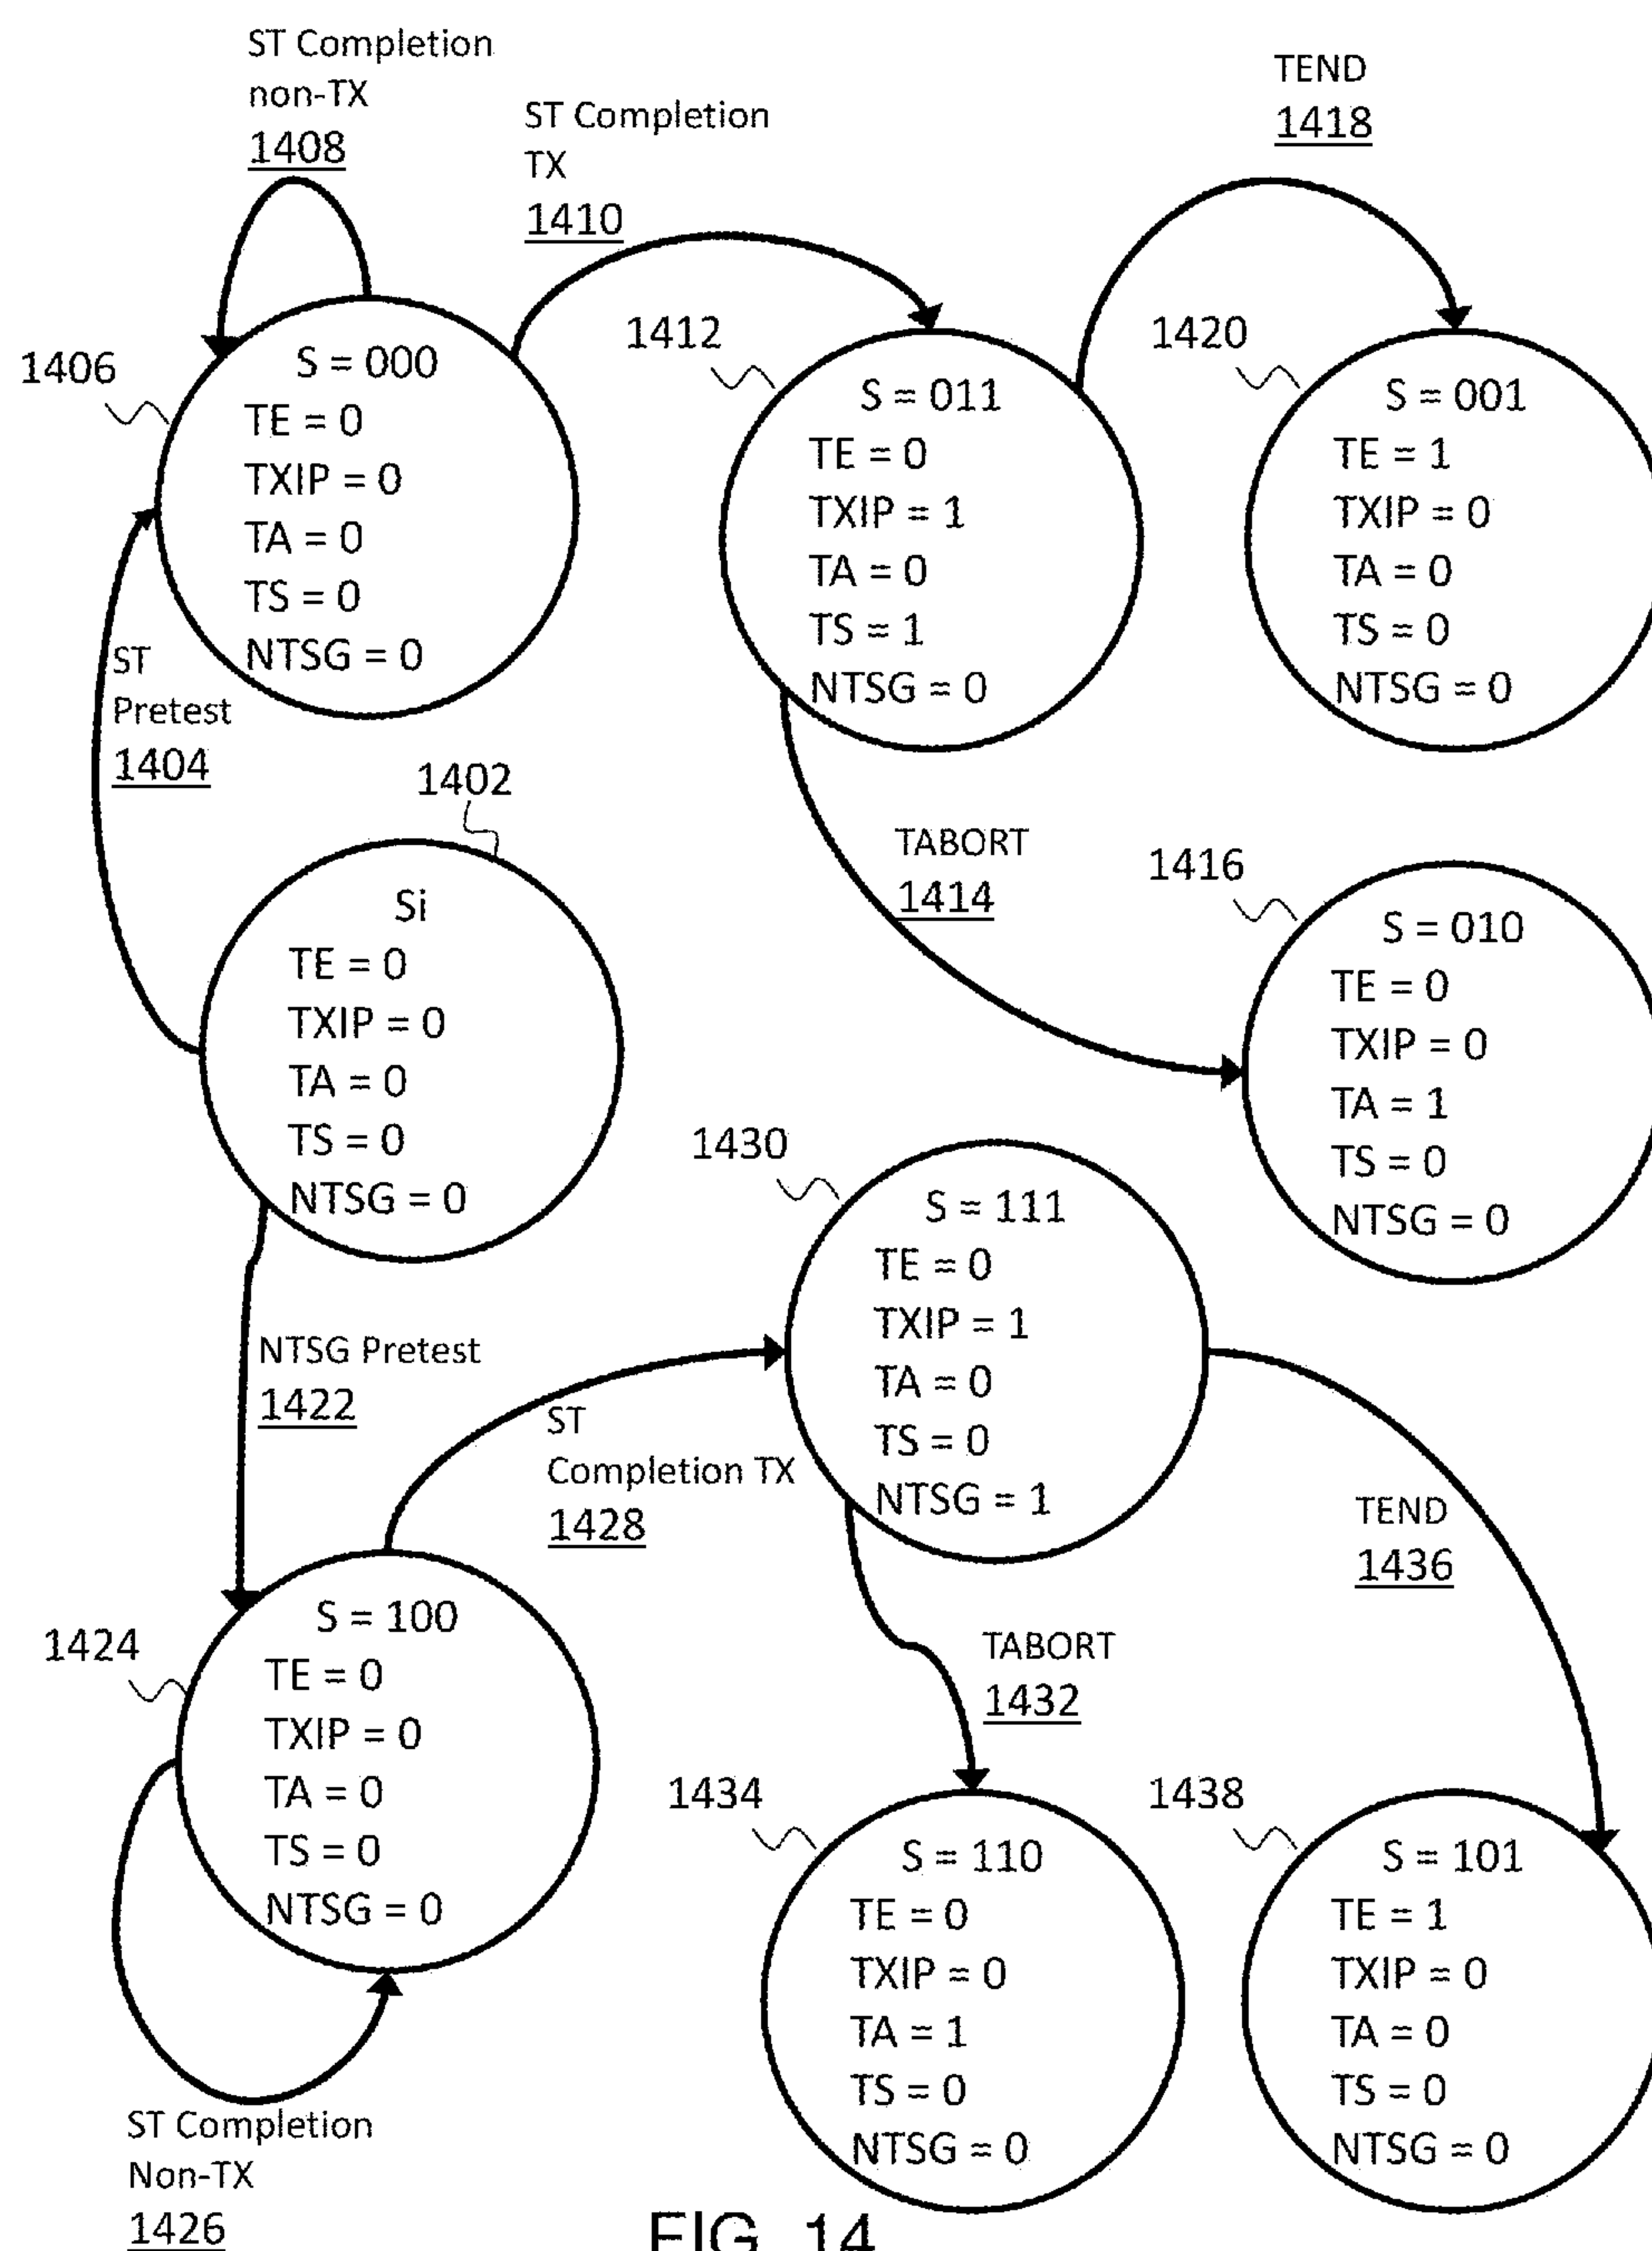 ST Completion
non-TX
1408
ST Completion
TX
1410
TEND
1418
1406
S = 000
TE = 0
TXIP = 0
TA = 0
TS = 0
NTSG = 0
1412
S = 011
TE = 0
TXIP = 1
TA = 0
TS = 1
NTSG = 0
1420
S = 001
TE = 1
TXIP = 0
TA = 0
TS = 0
NTSG = 0
ST
Pretest
1404
1402
Si
TE = 0
TXIP = 0
TA = 0
TS = 0
NTSG = 0
TABORT
1414
1416
S = 010
TE = 0
TXIP = 0
TA = 1
TS = 0
NTSG = 0
1430
S = 111
TE = 0
TXIP = 1
TA = 0
TS = 0
NTSG = 1
NTSG Pretest
1422
ST
Completion TX
1428
TEND
1436
1424
S = 100
TE = 0
TXIP = 0
TA = 0
TS = 0
NTSG = 0
TABORT
1432
1434
S = 110
TE = 0
TXIP = 0
TA = 1
TS = 0
NTSG = 0
1438
S = 101
TE = 1
TXIP = 0
TA = 0
TS = 0
NTSG = 0
ST Completion
Non-TX
1426
FIG. 14